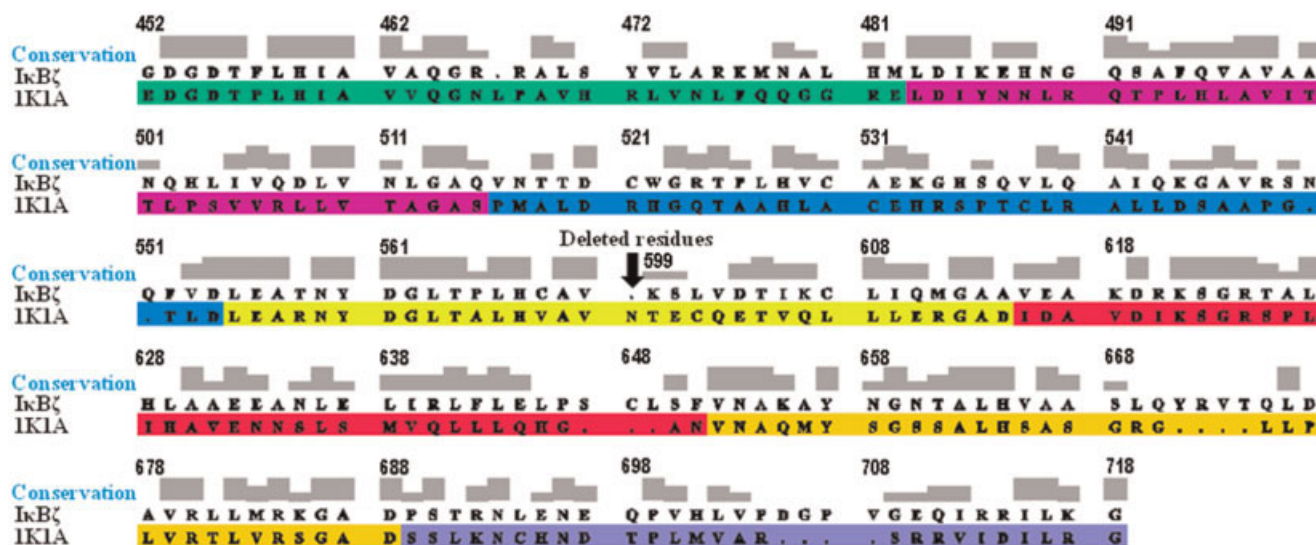 452 462 472 481 491
Conservation
IκBζ GDGDTFLHIA VAQGR.RALS YVLARKMNAL HMLDIKEHNG QSAFQVAVAA
1K1A EDGDTPLHIA VVQGNLPAVH RLVNLFQQGG RELDIYNNLR QTPLHLAVIT
501 511 521 531 541
Conservation
IκBζ NQHLIVQDLV NLGAQVNTTD CWGRTPLHVC AEKGHSQVLQ AIQKGAVRSN
1K1A TLPSVVRLLV TAGASPMALD RHGQTAAHLA CEHRSPTCLR ALLDSAAPG.
Deleted residues
551 561 599 608 618
Conservation
IκBζ QFVDLEATNY DGLTPLHCAV .KSLVDTIKC LIQMGAAVEA KDRKSGRTAL
1K1A .TLDLEARNY DGLTALHVAV NTECQETVQL LLERGADIDA VDIKSGRSPL
628 638 648 658 668
Conservation
IκBζ HLAAEEANLE LIRLFLELPS CLSFVNAKAY NGNTALHVAA SLQYRVTQLD
1K1A IHAVENNSLS MVQLLLQHG. ..ANVNAQMY SGSSALHSAS GRG....LLP
678 688 698 708 718
Conservation
IκBζ AVRLLMRKGA DPSTRNLENE QPVHLVPDGP VGEQIRRILK G
1K1A LVRTLVRSGA DSSLKNCHND TPLMVAR... .SRRVIDILR G